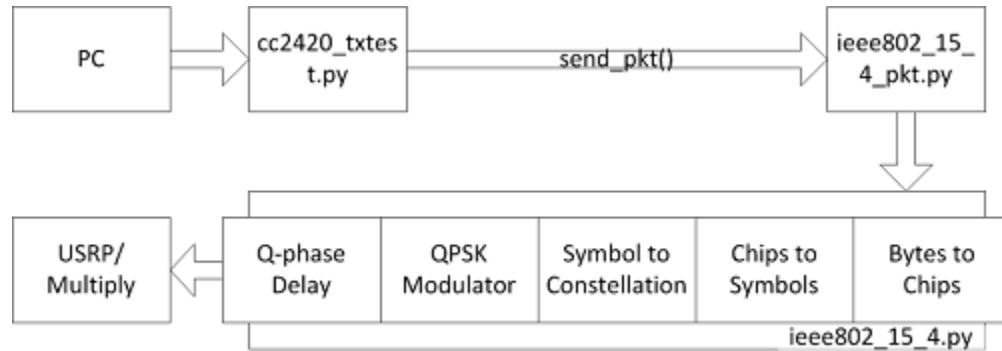 PC
cc2420_txtes
t.py
send_pkt()
ieee802_15_
4_pkt.py
USRP/
Multiply
Q-phase
Delay
QPSK
Modulator
Symbol to
Constellation
Chips to
Symbols
Bytes to
Chips
ieee802_15_4.py